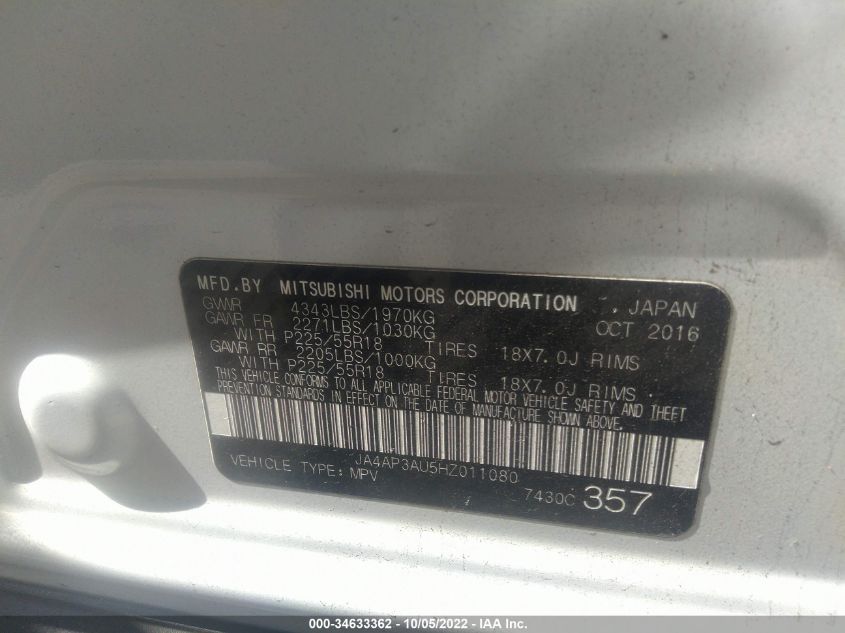 MFD.BY MITSUBISHI MOTORS CORPORATION JAPAN
GVWR 4343LBS/1970KG OCT 2016
GAWR FR 2271LBS/1030KG
WITH P225/55R18 TIRES 18X7.0J RIMS
GAWR RR 2205LBS/1000KG
WITH P225/55R18 TIRES 18X7.0J RIMS
THIS VEHICLE CONFORMS TO ALL APPLICABLE FEDERAL MOTOR VEHICLE SAFETY AND THEFT
PREVENTION STANDARDS IN EFFECT ON THE DATE OF MANUFACTURE SHOWN ABOVE.
JA4AP3AU5HZ011080
VEHICLE TYPE: MPV
7430C 357
000-34633362 - 10/05/2022 - IAA Inc.